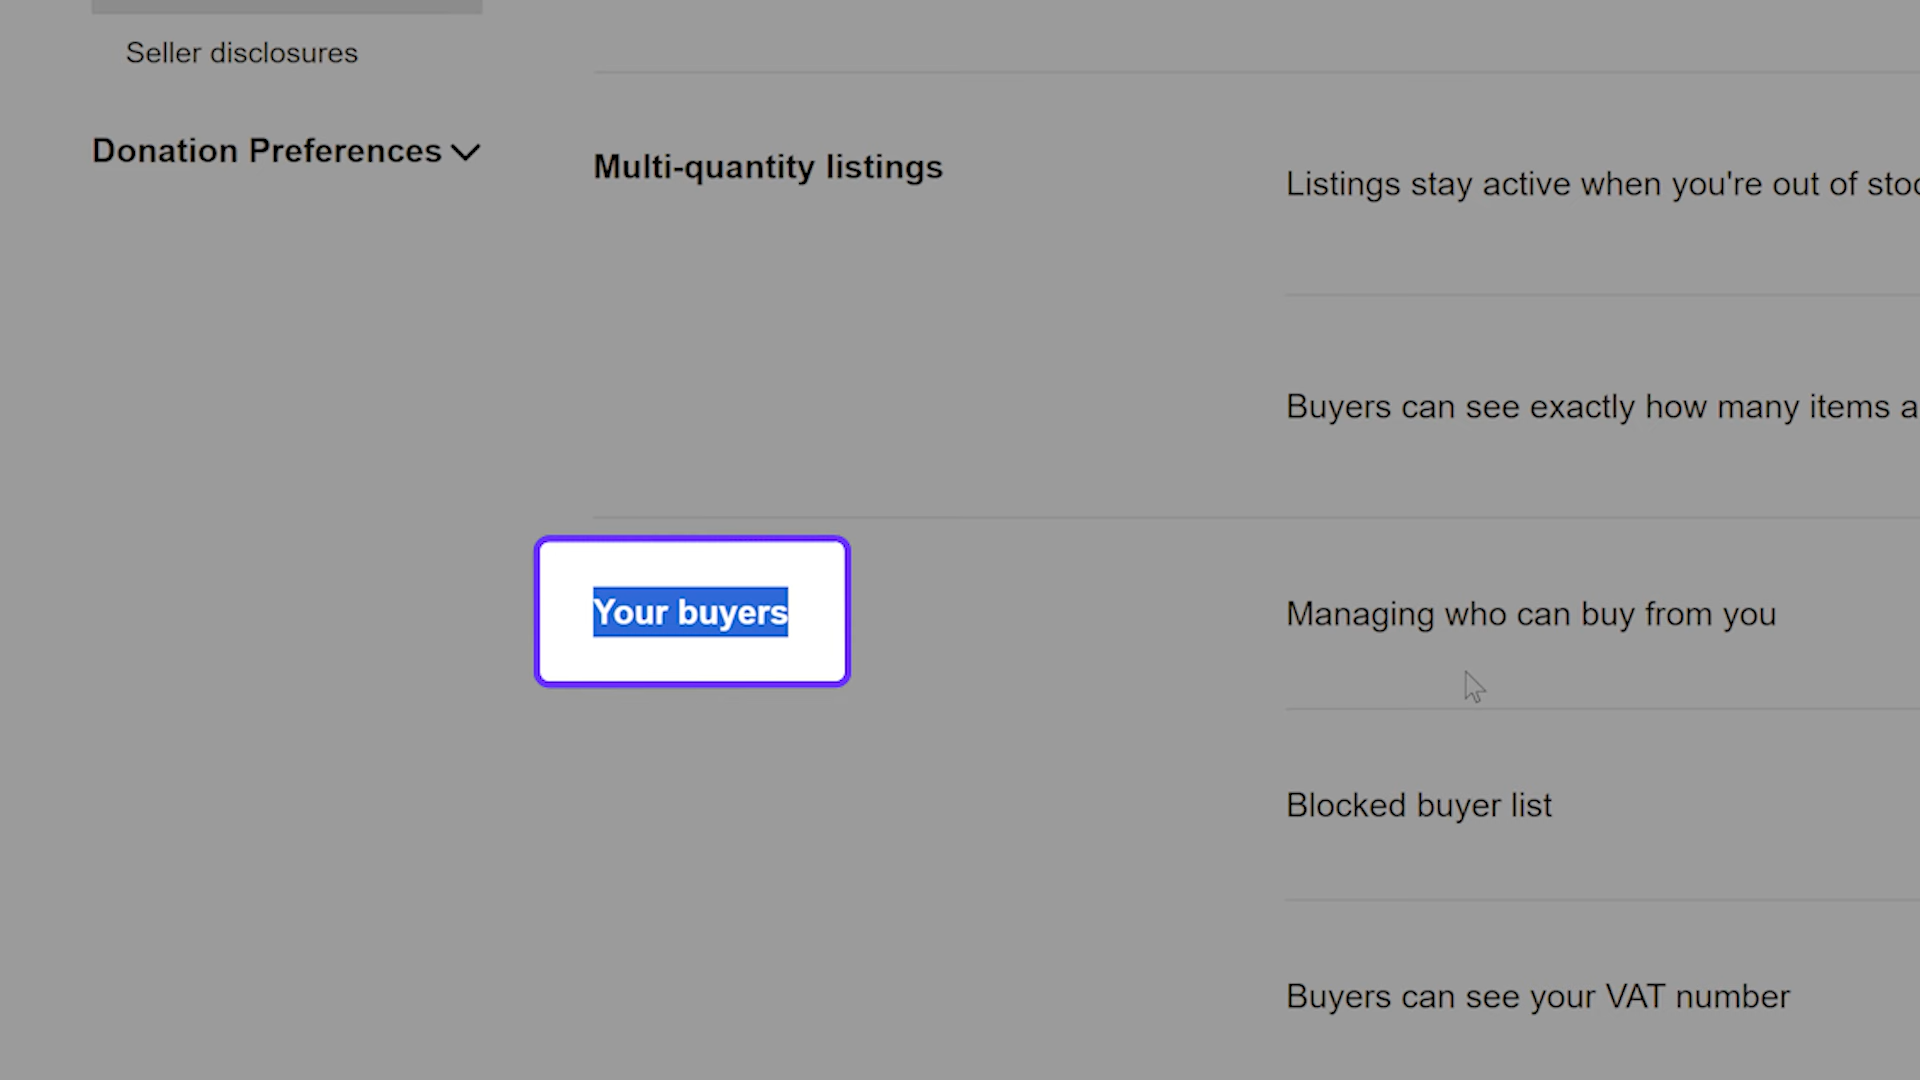 Seller disclosures
Donation Preferences
Multi-quantity listings
Listings stay active when you're out of
Buyers can see exactly how many items
Your buyers
Managing who can buy from you
Blocked buyer list
Buyers can see your VAT number